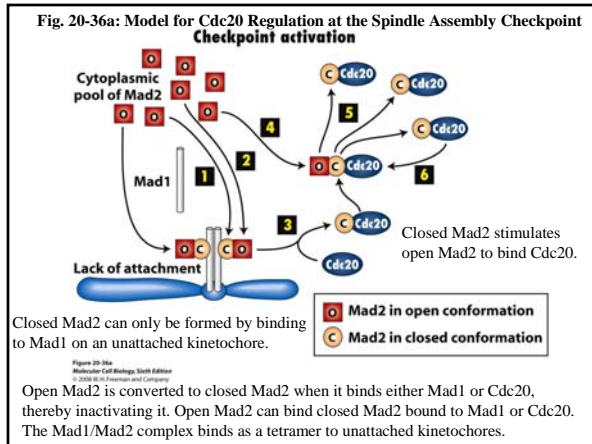 Fig. 20-36a: Model for Cdc20 Regulation at the Spindle Assembly Checkpoint
Checkpoint activation
Cytoplasmic
pool of Mad2
O
O
O
O
O
O
O
C Cdc20
C Cdc20
C Cdc20
5
4
O C Cdc20
6
2
1
Mad1
3
C Cdc20
O C
C O
Cdc20
Closed Mad2 stimulates
open Mad2 to bind Cdc20.
Lack of attachment
O Mad2 in open conformation
C Mad2 in closed conformation
Closed Mad2 can only be formed by binding
to Mad1 on an unattached kinetochore.
Figure 20-36a
Molecular Cell Biology, Sixth Edition
© 2008 W.H. Freeman and Company
Open Mad2 is converted to closed Mad2 when it binds either Mad1 or Cdc20,
thereby inactivating it. Open Mad2 can bind closed Mad2 bound to Mad1 or Cdc20.
The Mad1/Mad2 complex binds as a tetramer to unattached kinetochores.